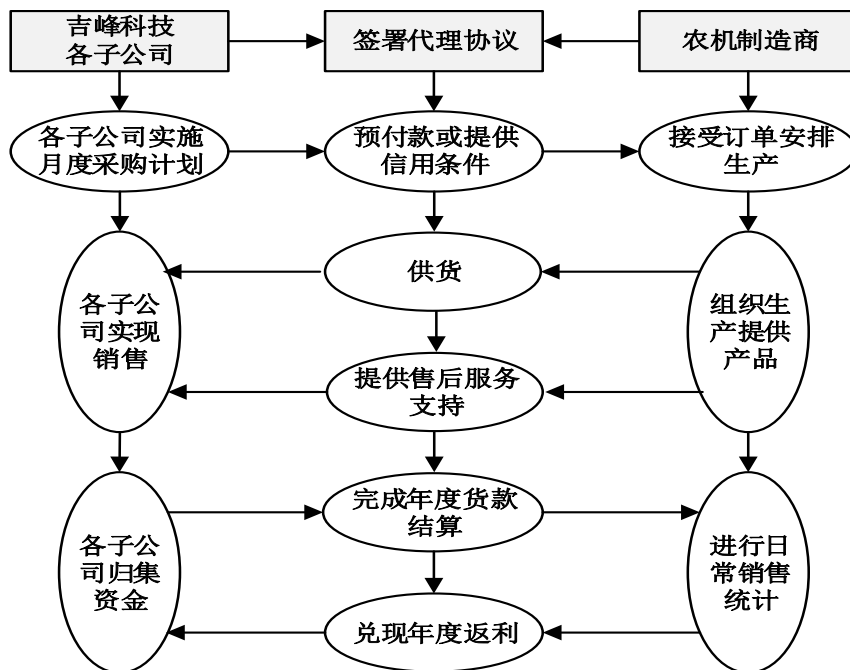 吉峰科技
各子公司
签署代理协议
农机制造商
各子公司实施
月度采购计划
预付款或提供
信用条件
接受订单安排
生产
供货
各子公
司实现
销售
组织生
产提供
产品
提供售后服务
支持
完成年度货款
结算
各子公
司归集
资金
进行日
常销售
统计
兑现年度返利